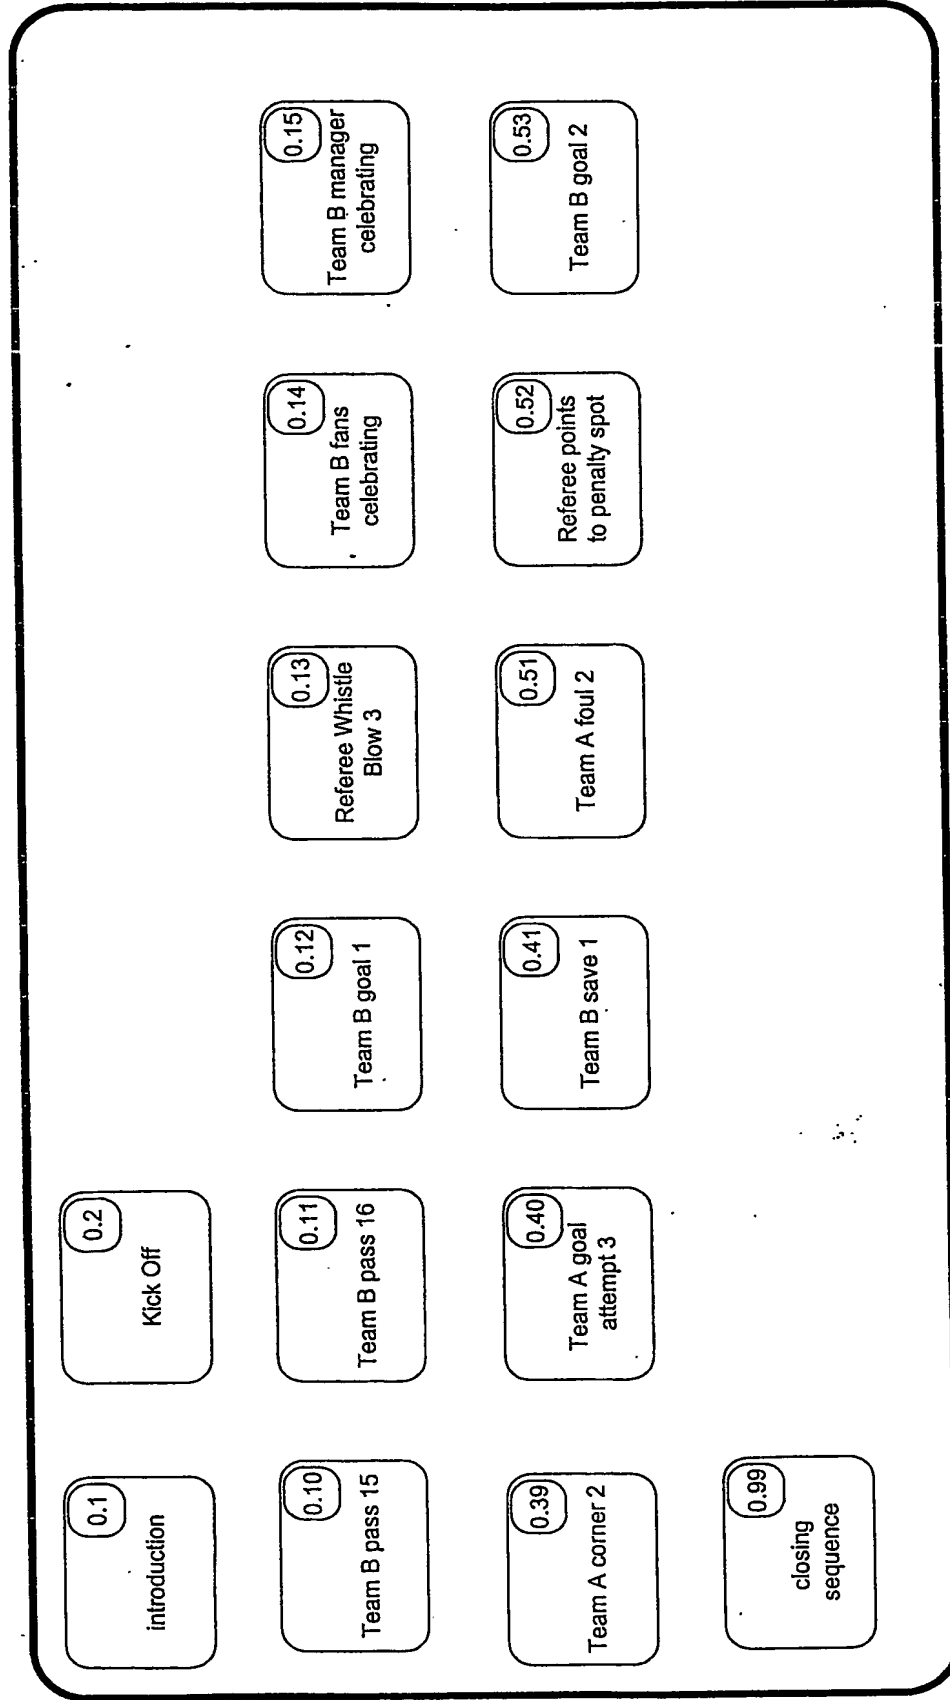 0.1
introduction
0.2
Kick Off
0.10
Team B pass 15
0.11
Team B pass 16
0.12
Team B goal 1
0.13
Referee Whistle
Blow 3
0.14
Team B fans
celebrating
0.15
Team B manager
celebrating
0.39
Team A corner 2
0.40
Team A goal
attempt 3
0.41
Team B save 1
0.51
Team A foul 2
0.52
Referee points
to penalty spot
0.53
Team B goal 2
0.99
closing
sequence